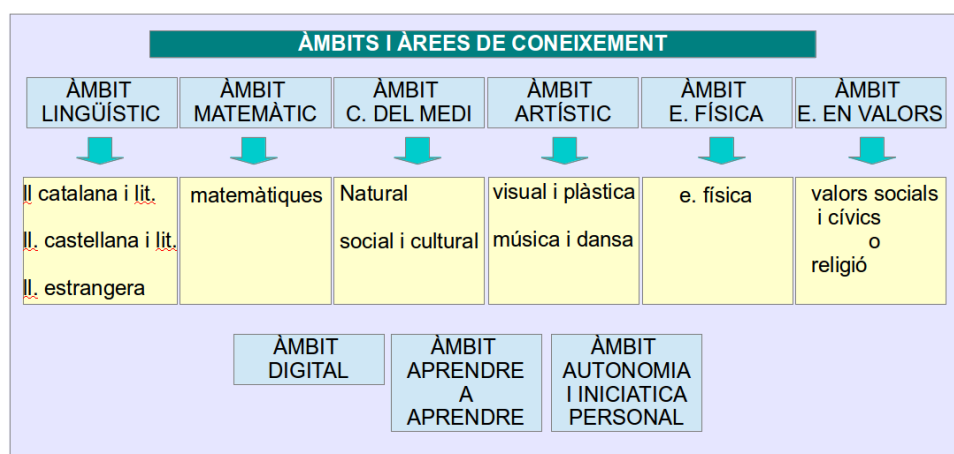 ÀMBITS I ÀREES DE CONEIXEMENT
ÀMBIT
LINGÜÍSTIC
ÀMBIT
MATEMÀTIC
ÀMBIT
C. DEL MEDI
ÀMBIT
ARTÍSTIC
ÀMBIT
E. FÍSICA
ÀMBIT
E. EN VALORS
ll catalana i lit.
ll. castellana i lit.
ll. estrangera
matemàtiques
Natural
social i cultural
visual i plàstica
música i dansa
e. física
valors socials
i cívics
o
religió
ÀMBIT
DIGITAL
ÀMBIT
APRENDRE
A
APRENDRE
ÀMBIT
AUTONOMIA
I INICIATICA
PERSONAL